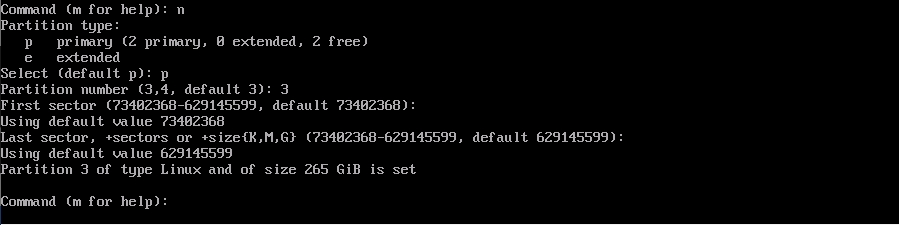 Command (m for help): n
Partition type:
   p   primary (2 primary, 0 extended, 2 free)
   e   extended
Select (default p): p
Partition number (3,4, default 3): 3
First sector (73402368-629145599, default 73402368):
Using default value 73402368
Last sector, +sectors or +size{K,M,G} (73402368-629145599, default 629145599):
Using default value 629145599
Partition 3 of type Linux and of size 265 GiB is set

Command (m for help):